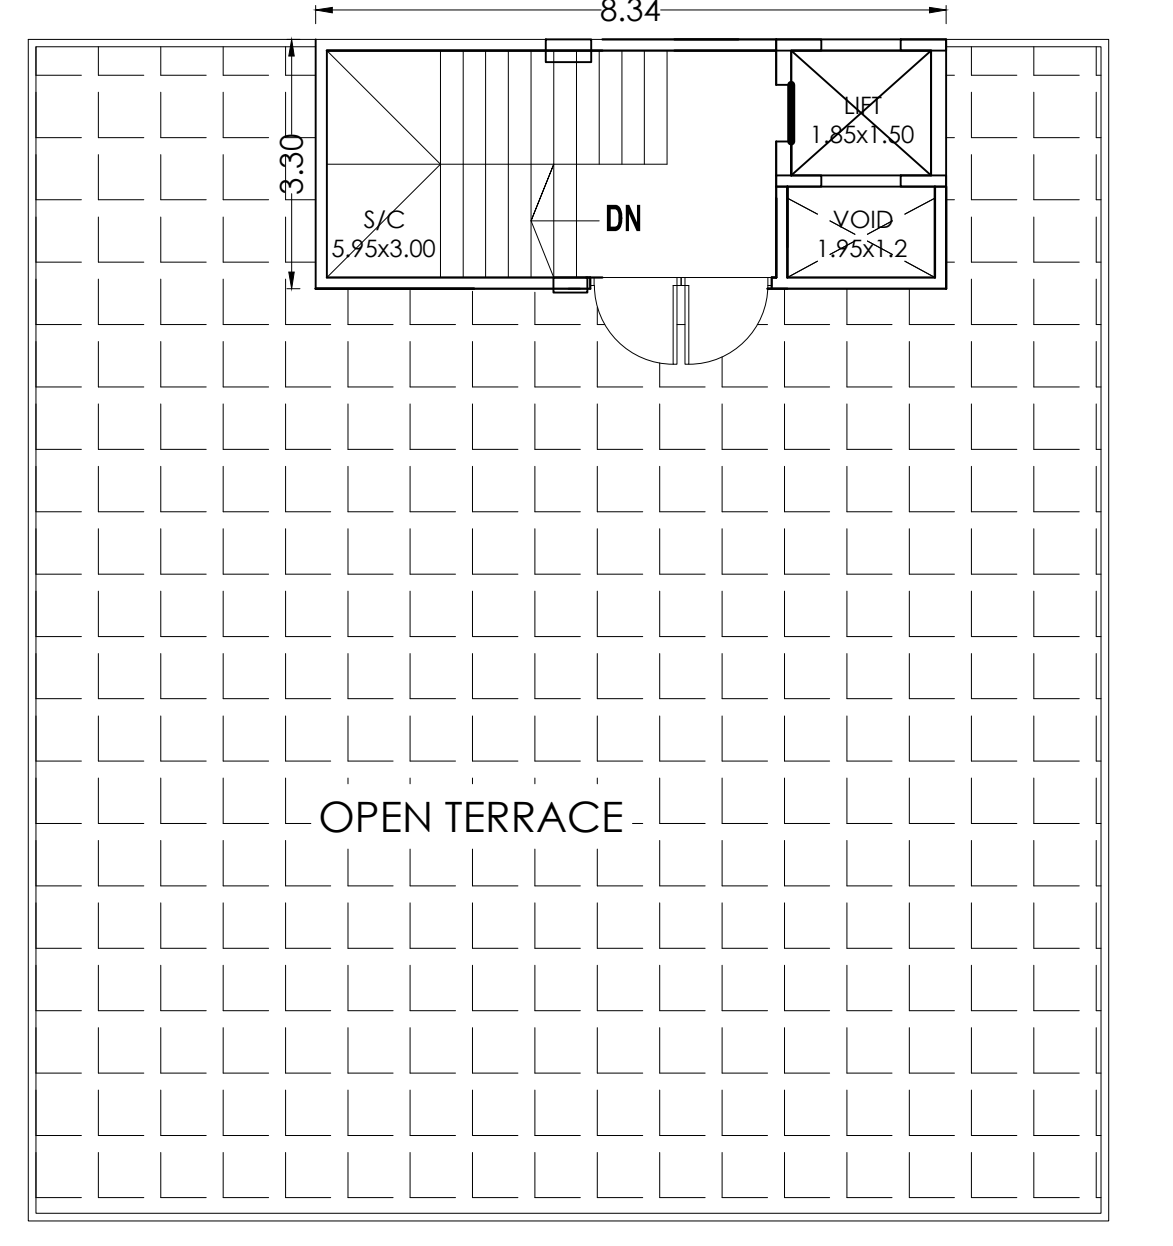 8.34
3.30
LIFT
1.85x1.50
S/C
5.95x3.00
DN
VOID
1.95x1.2
OPEN TERRACE